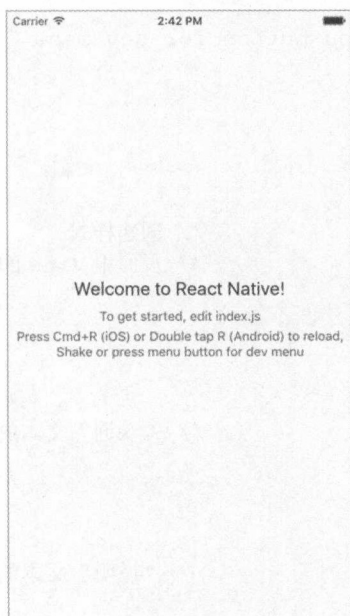 Carrier 2:42 PM
Welcome to React Native!
To get started, edit index.js
Press Cmd+R (iOS) or Double tap R (Android) to reload,
Shake or press menu button for dev menu